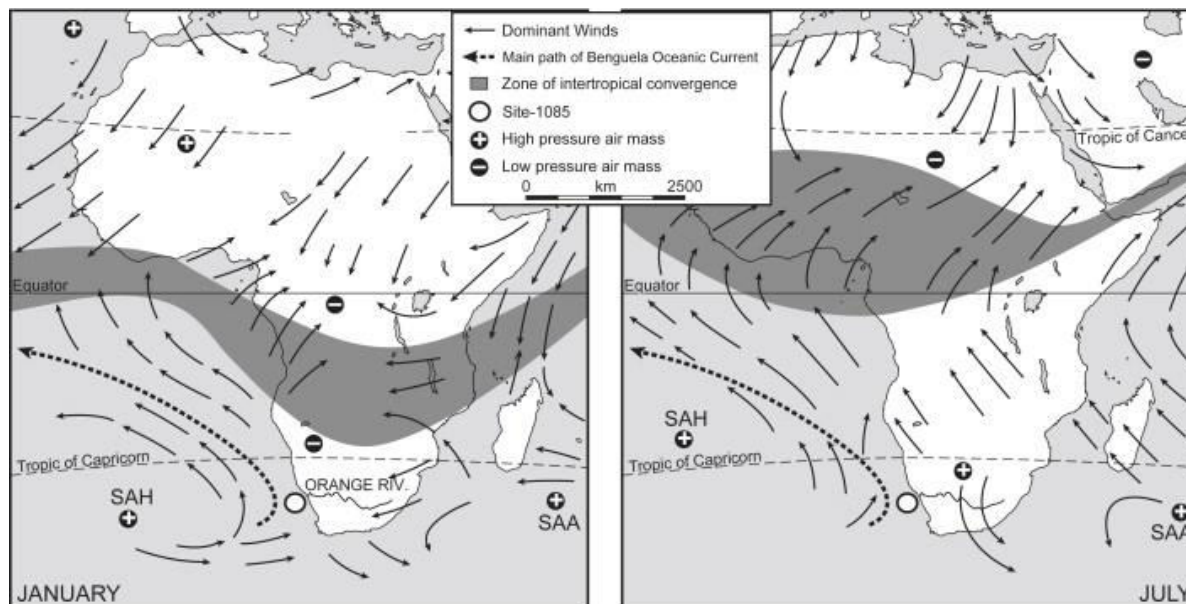 Dominant Winds
Main path of Benguela Oceanic Current
Zone of intertropical convergence
Site-1085
High pressure air mass
Low pressure air mass
0 km 2500
Equator
Tropic of Capricorn
ORANGE RIV.
SAH
SAA
JANUARY
Tropic of Cancer
Equator
SAH
Tropic of Capricorn
SAA
JULY